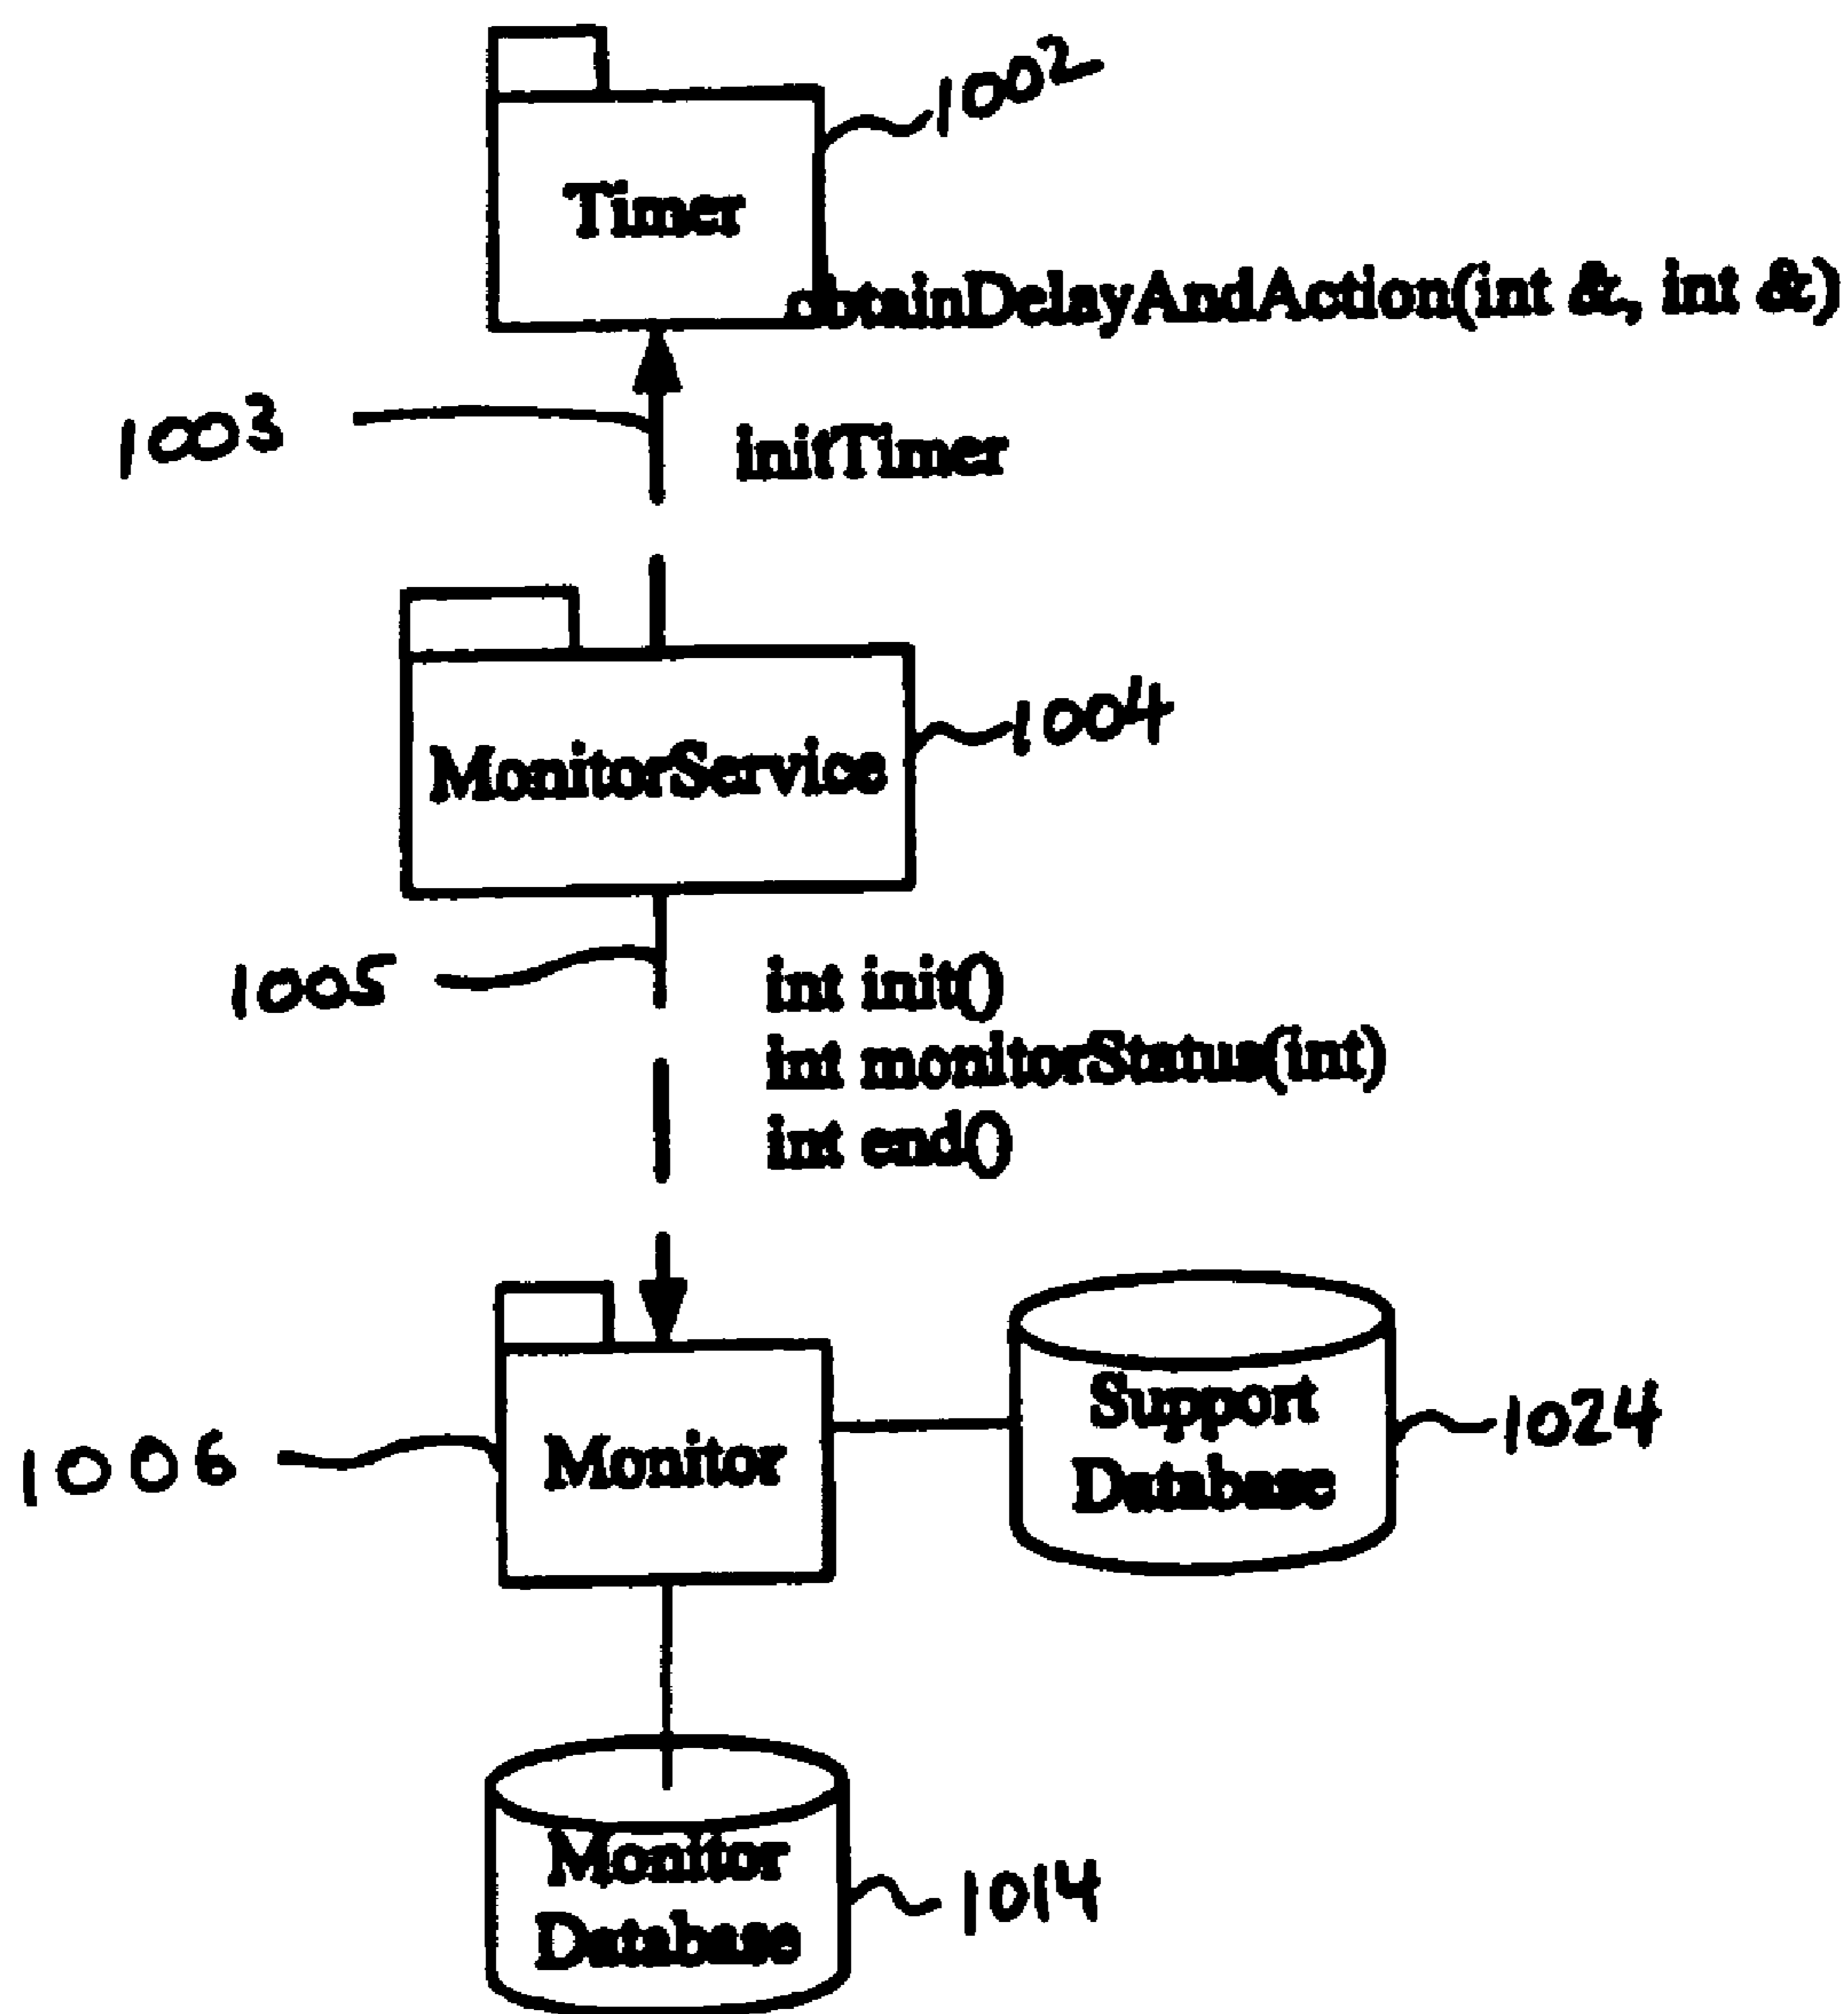 1002
Timer
obtainDelayAndAction(int &, int &)
1003
initTimer
1004
MonitorService
1005
int init()
int monitorStatus(int)
int end()
Support
Database
1024
1006
Monitor
Monitor
Database
1014